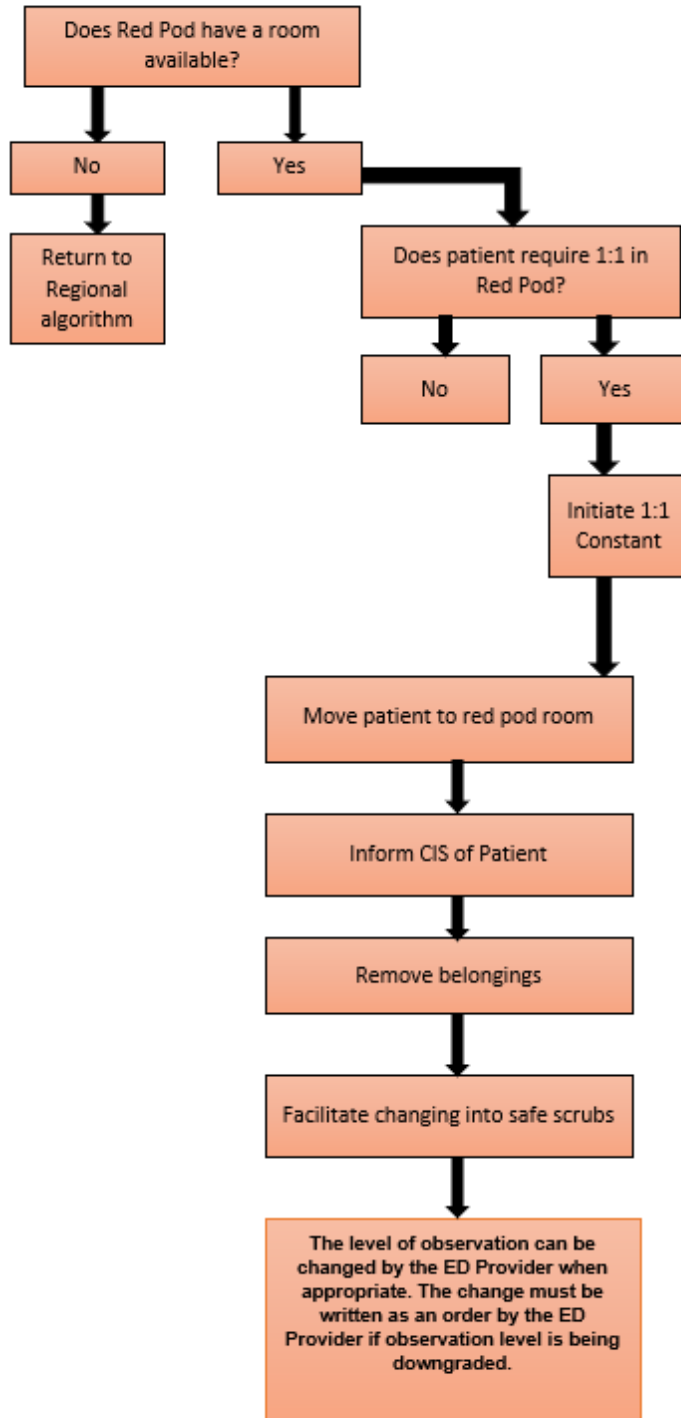 Does Red Pod have a room
available?
No
Yes
Return to
Regional
algorithm
Does patient require 1:1 in
Red Pod?
No
Yes
Initiate 1:1
Constant
Move patient to red pod room
Inform CIS of Patient
Remove belongings
Facilitate changing into safe scrubs
The level of observation can be
changed by the ED Provider when
appropriate. The change must be
written as an order by the ED
Provider if observation level is being
downgraded.